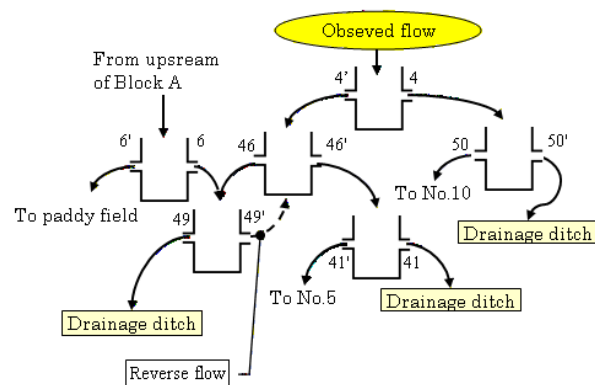 Obseved flow
From upsream
of Block A
4' 4
6' 6
46 46'
50 50'
To No.10
To paddy field
49 49'
Drainage ditch
41' 41
To No.5
Drainage ditch
Drainage ditch
Reverse flow